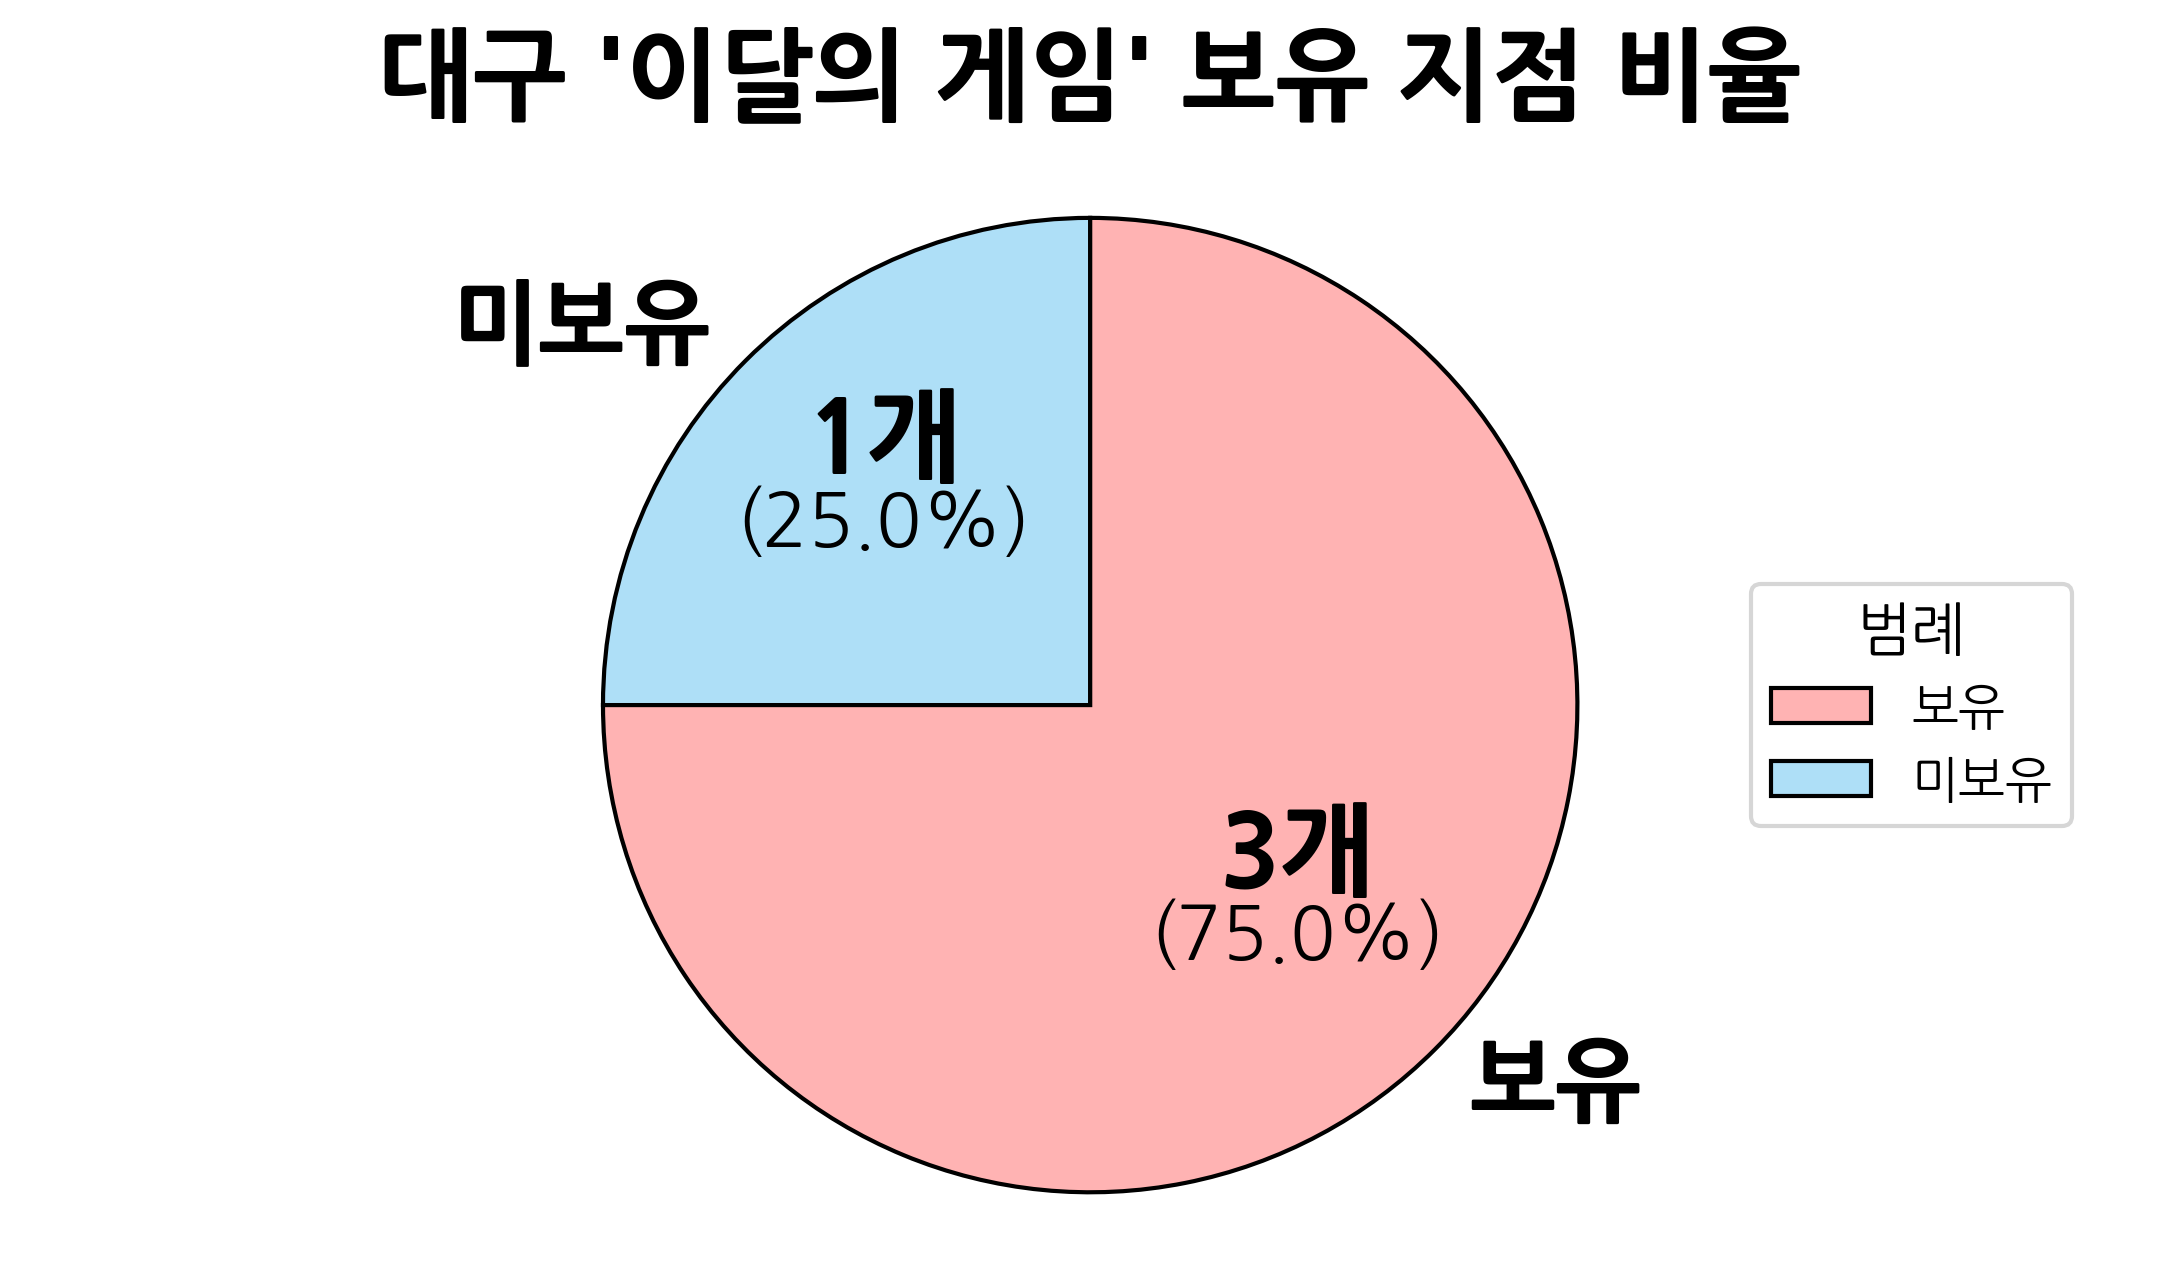 대구 '이달의 게임' 보유 지점 비율
미보유
1개
(25.0%)
3개
(75.0%)
보유
범례
보유
미보유